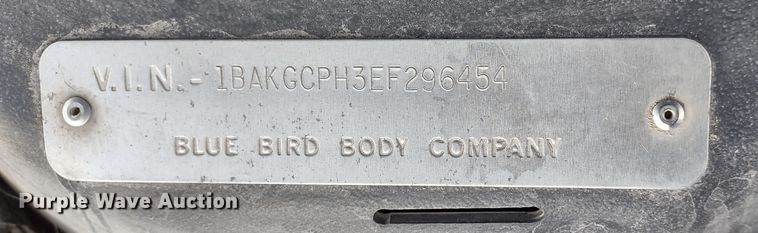 V.I.N.- 1BAKGCPH3EF296454
BLUE BIRD BODY COMPANY
Purple Wave Auction